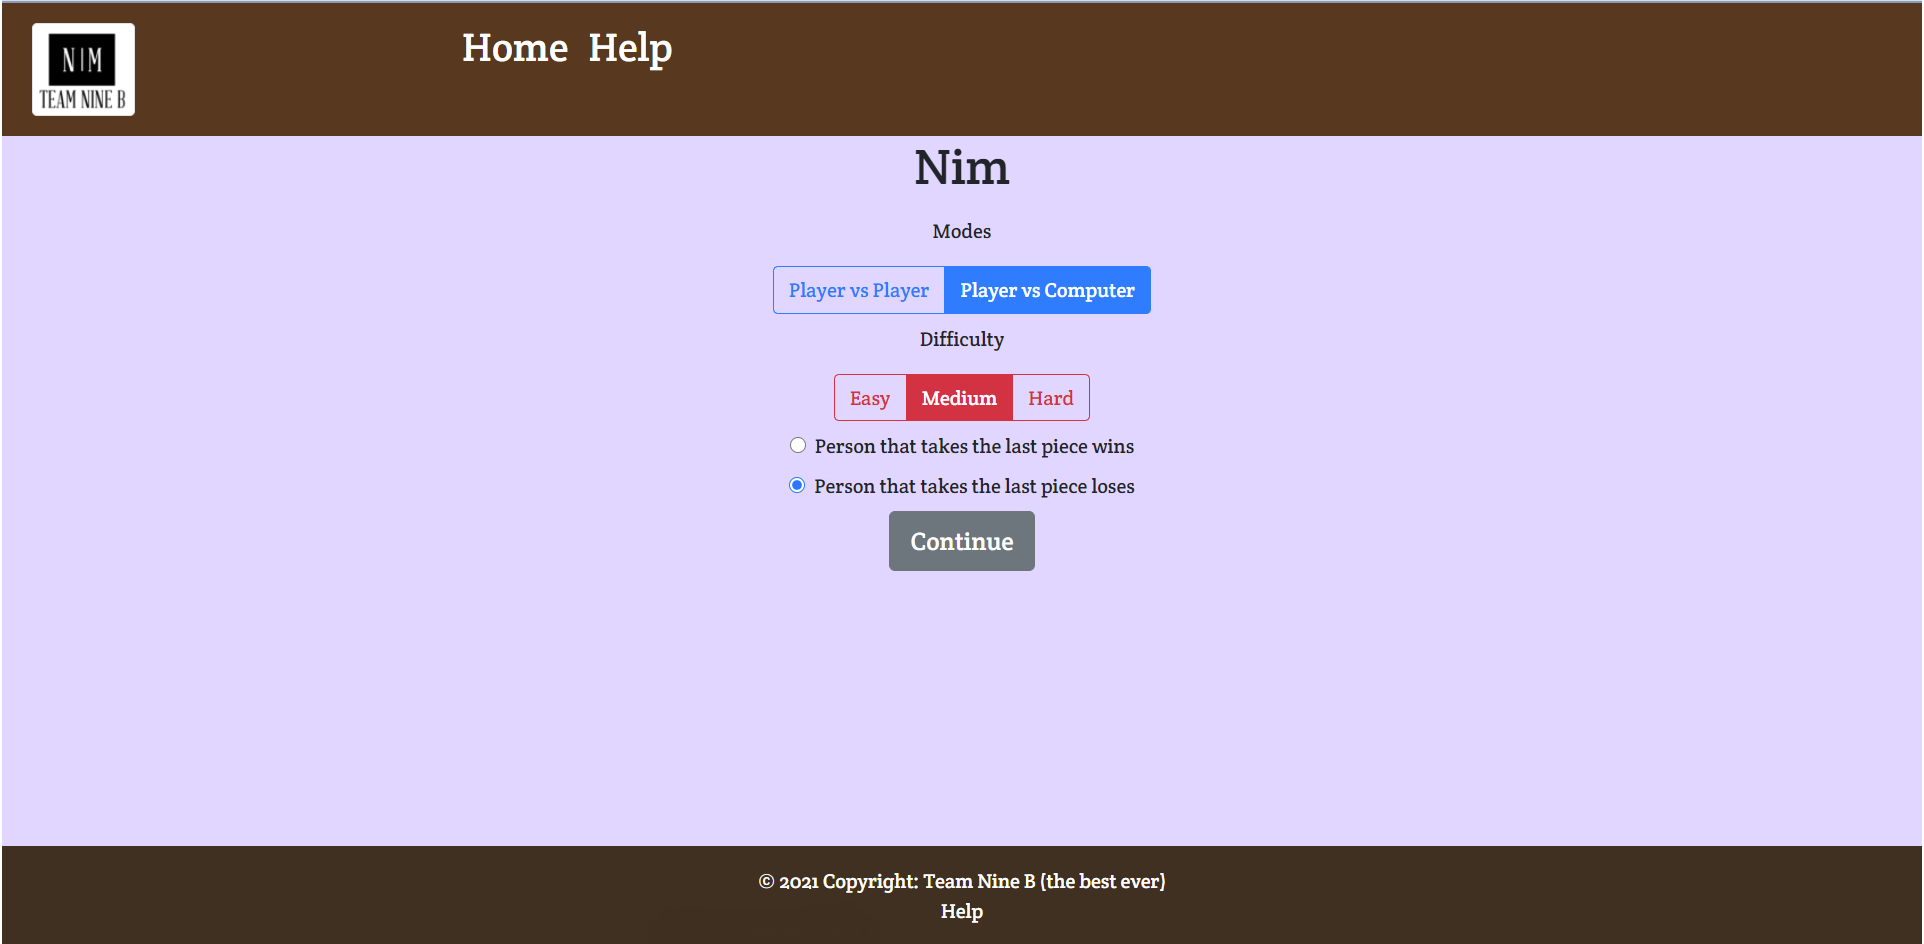 N|M
TEAM NINE B
Home Help
Nim
Modes
Player vs Player Player vs Computer
Difficulty
Easy Medium Hard
Person that takes the last piece wins
Person that takes the last piece loses
Continue
© 2021 Copyright: Team Nine B (the best ever)
Help